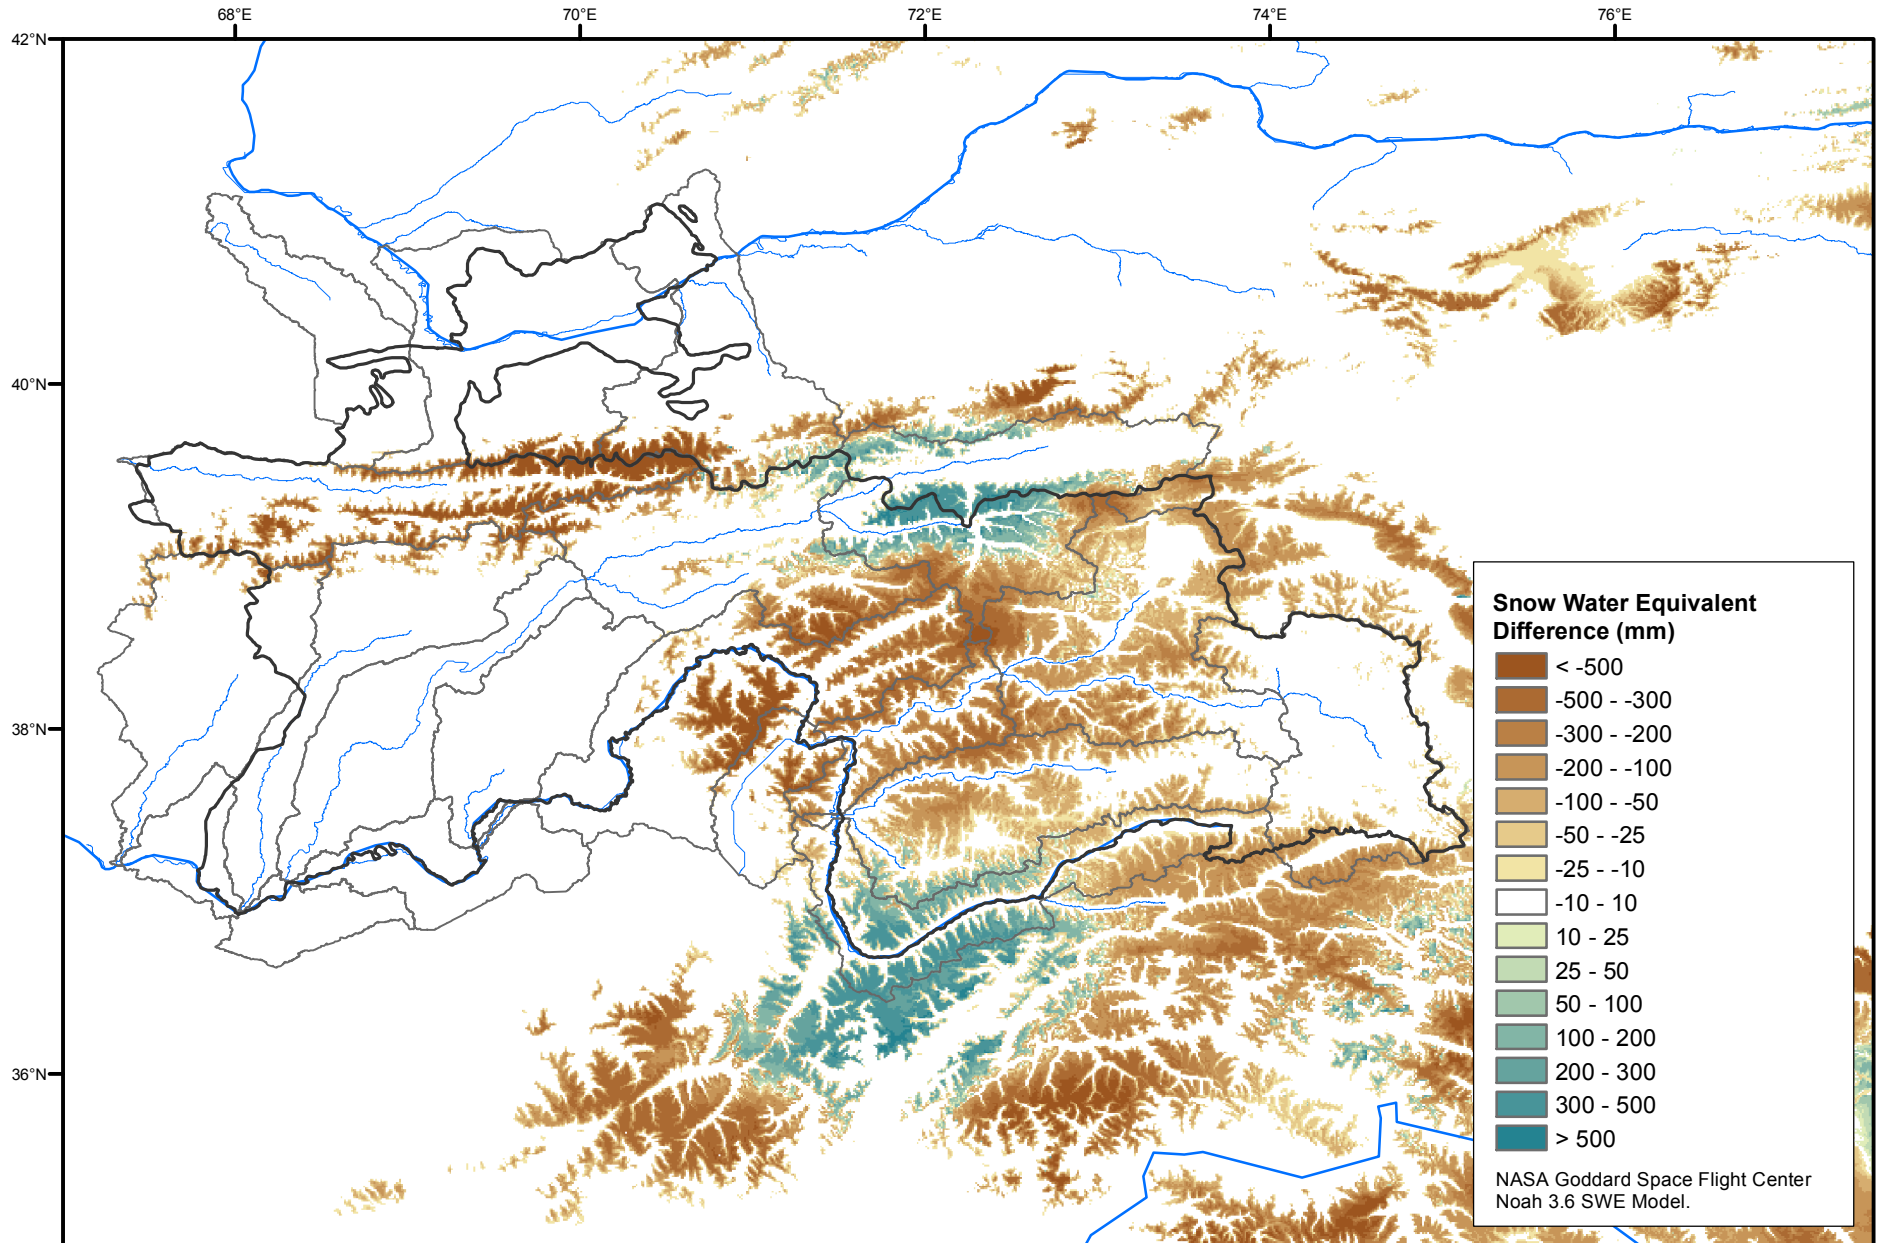 68°E
70°E
72°E
74°E
76°E
42°N
40°N
38°N
36°N
Snow Water Equivalent
Difference (mm)
< -500
-500 - -300
-300 - -200
-200 - -100
-100 - -50
-50 - -25
-25 - -10
-10 - 10
10 - 25
25 - 50
50 - 100
100 - 200
200 - 300
300 - 500
> 500
NASA Goddard Space Flight Center
Noah 3.6 SWE Model.